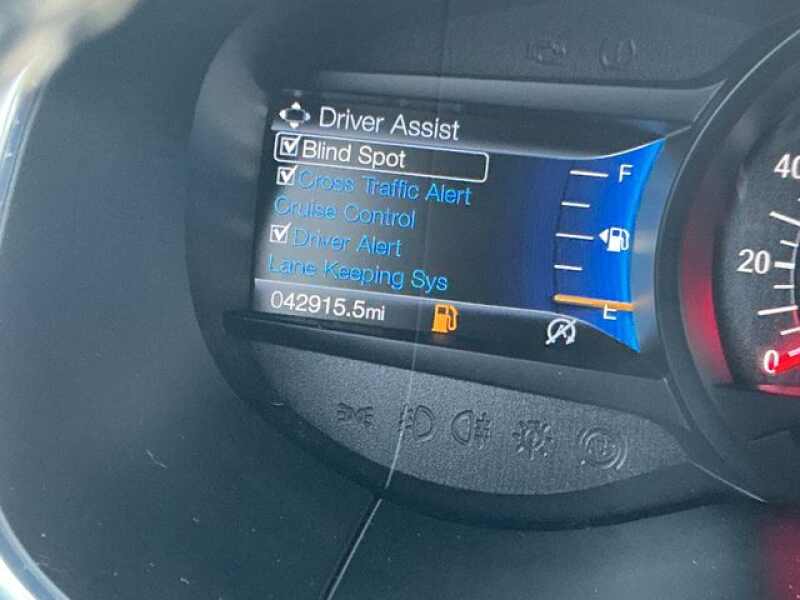 Driver Assist
Blind Spot
Cross Traffic Alert
Cruise Control
Driver Alert
Lane Keeping Sys
042915.5mi
F
E
40
20
0